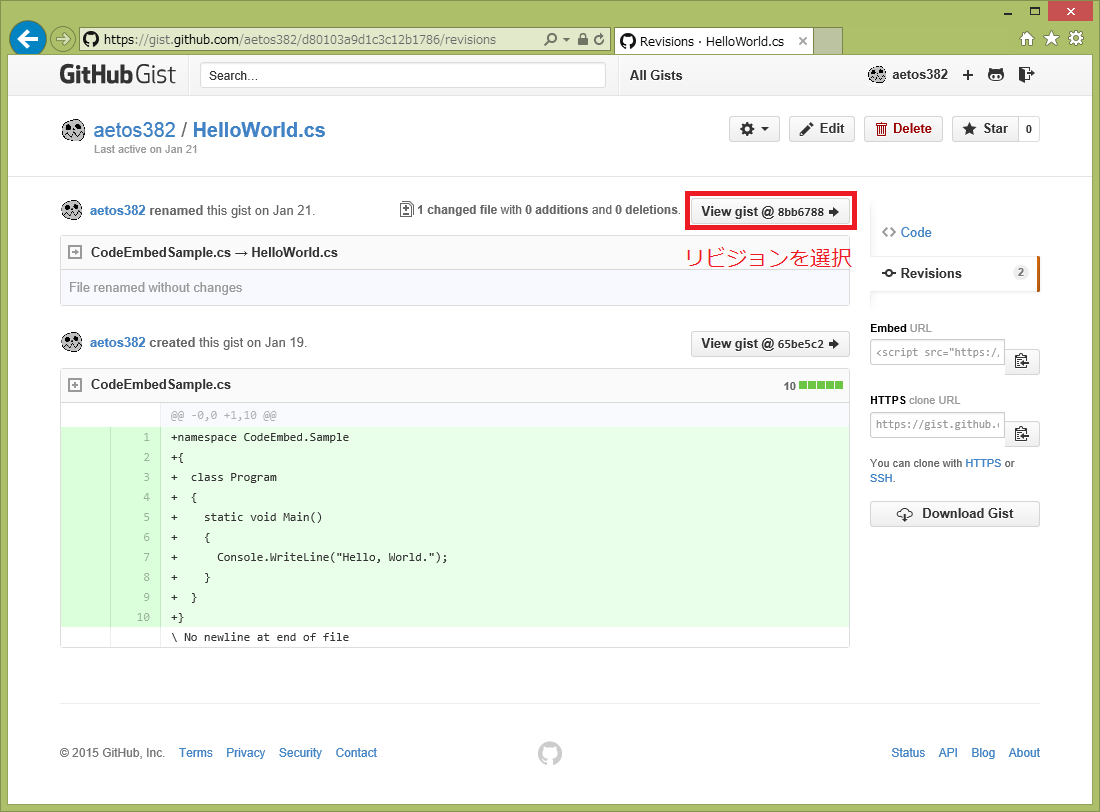 https://gist.github.com/aetos382/d80103a9d1c3c12b1786/revisions
Revisions · HelloWorld.cs
GitHub Gist
Search...
All Gists
aetos382
aetos382 / HelloWorld.cs
Last active on Jan 21
Edit
Delete
Star
0
aetos382 renamed this gist on Jan 21.
1 changed file with 0 additions and 0 deletions.
View gist @ 8bb6788
リビジョンを選択
CodeEmbedSample.cs → HelloWorld.cs
File renamed without changes
aetos382 created this gist on Jan 19.
View gist @ 65be5c2
CodeEmbedSample.cs
10
@@ -0,0 +1,10 @@
1 +namespace CodeEmbed.Sample
2 +{
3 +  class Program
4 +  {
5 +    static void Main()
6 +    {
7 +      Console.WriteLine("Hello, World.");
8 +    }
9 +  }
10 +}
\ No newline at end of file
Code
Revisions 2
Embed URL
<script src="https:/
HTTPS clone URL
https://gist.github.
You can clone with HTTPS or
SSH.
Download Gist
© 2015 GitHub, Inc. Terms Privacy Security Contact
Status API Blog About